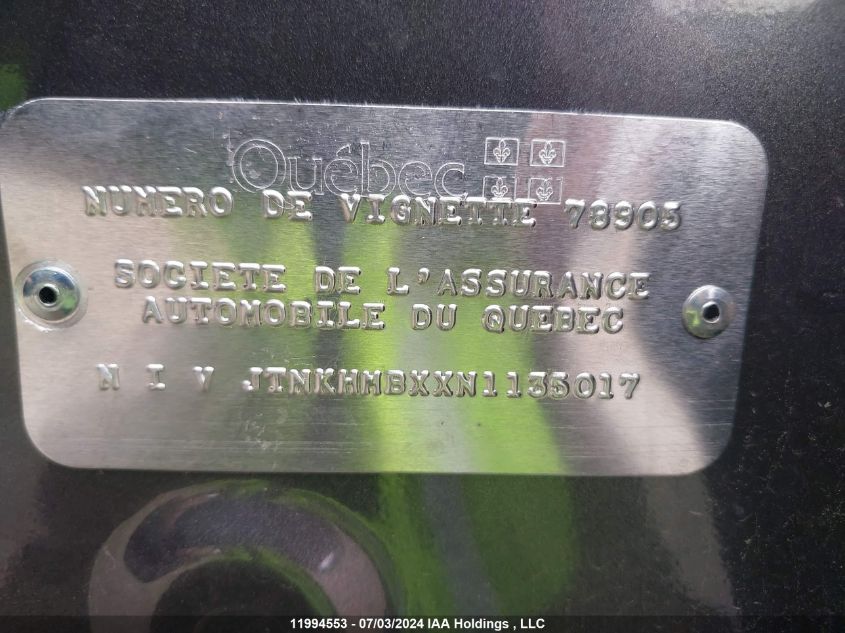 Québec
NUMERO DE VIGNETTE 78905
SOCIETE DE L'ASSURANCE
AUTOMOBILE DU QUEBEC
N I V JTNKHMBXXN1135017
11994553 - 07/03/2024 IAA Holdings , LLC